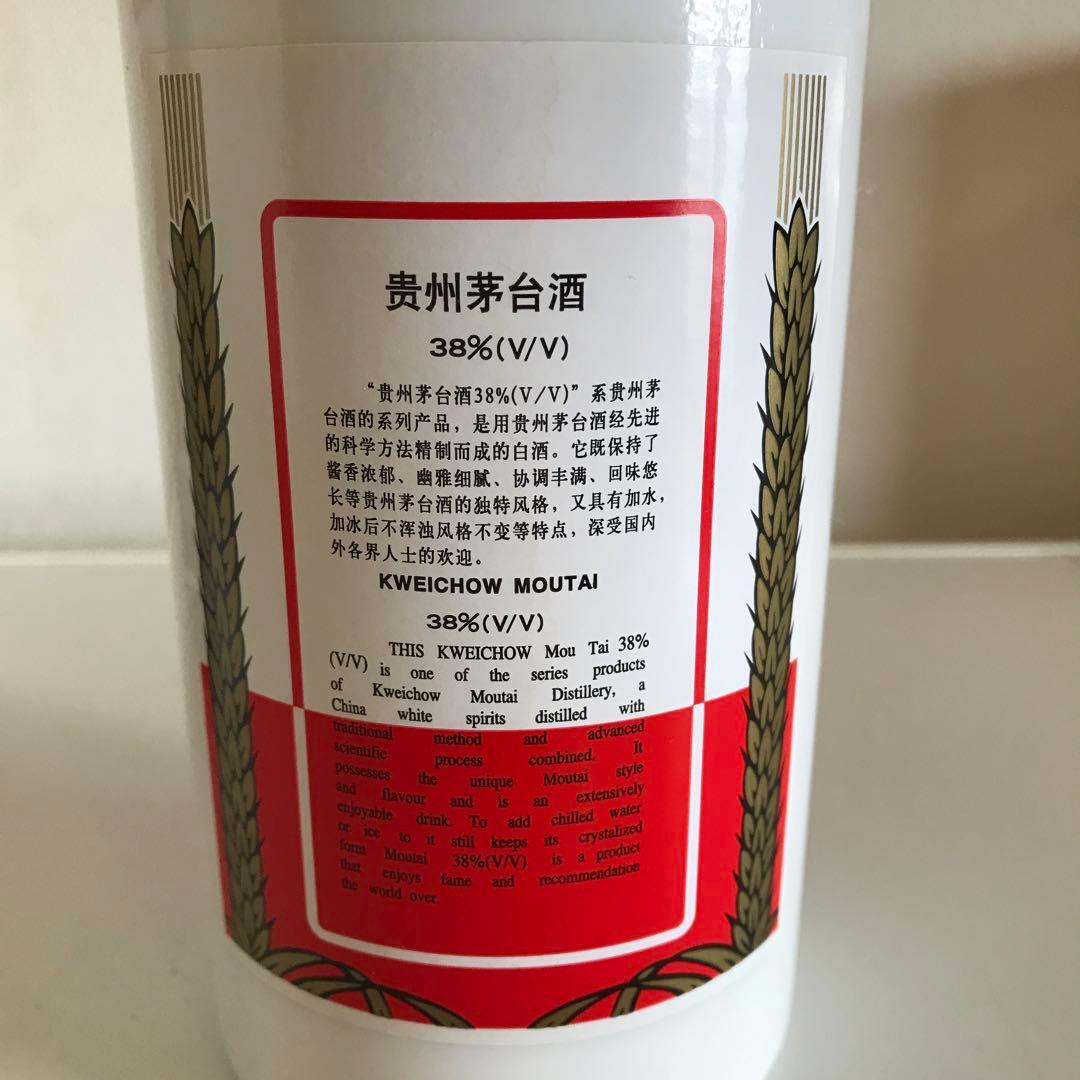 贵州茅台酒
38%(V/V)
“贵州茅台酒38%(V/V)”系贵州茅
台酒的系列产品，是用贵州茅台酒经先进
的科学方法精制而成的白酒。它既保持了
酱香浓郁、幽雅细腻、协调丰满、回味悠
长等贵州茅台酒的独特风格，又具有加水，
加冰后不浑浊风格不变等特点，深受国内
外各界人士的欢迎。
KWEICHOW MOUTAI
38%(V/V)
THIS KWEICHOW Mou Tai 38%
(V/V) is one of the series products
of Kweichow Moutai Distillery, a
China white spirits distilled with
traditional method and advanced
scientific process combined. It
possesses the unique Moutai style
and flavour and is an extensively
enjoyable drink. To add chilled water
or ice to it still keeps its crystalized
form Moutai 38%(V/V) is a product
that enjoys fame and recommendation
the world over.